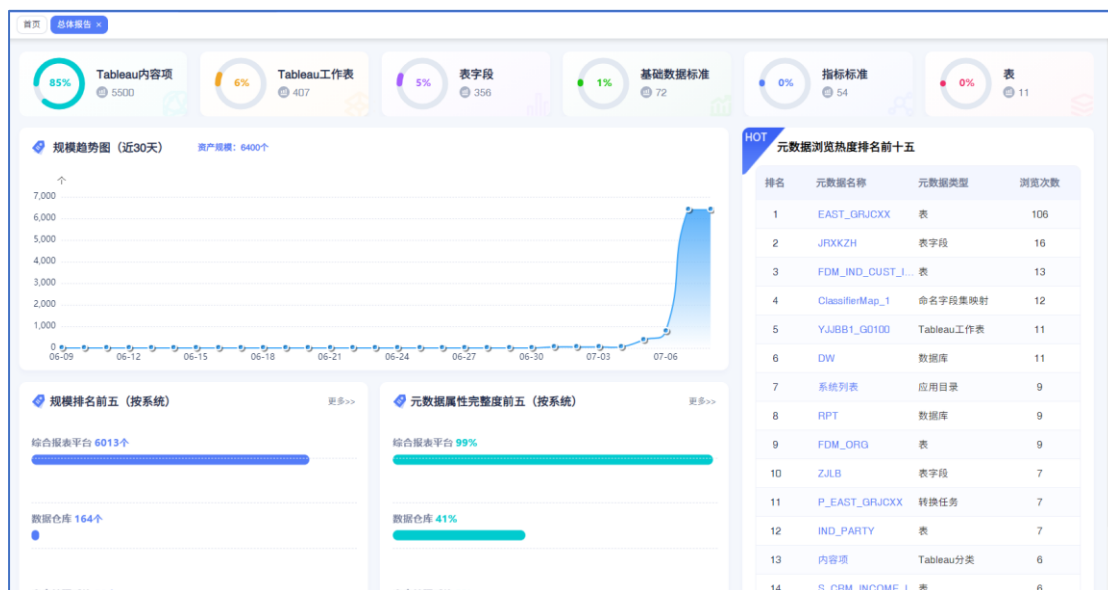 首页
总体报告 ×
85%
Tableau内容项
5500
6%
Tableau工作表
407
5%
表字段
356
1%
基础数据标准
72
0%
指标标准
54
0%
表
11
规模趋势图（近30天） 资产规模：6400个
个
7,000
6,000
5,000
4,000
3,000
2,000
1,000
0
06-09 06-12 06-15 06-18 06-21 06-24 06-27 06-30 07-03 07-06
HOT
元数据浏览热度排名前十五
排名 元数据名称 元数据类型 浏览次数
1 EAST_GRJCXX 表 106
2 JRXKZH 表字段 16
3 FDM_IND_CUST_I... 表 13
4 ClassifierMap_1 命名字段集映射 12
5 YJJBB1_G0100 Tableau工作表 11
6 DW 数据库 11
7 系统列表 应用目录 9
8 RPT 数据库 9
9 FDM_ORG 表 9
10 ZJLB 表字段 7
11 P_EAST_GRJCXX 转换任务 7
12 IND_PARTY 表 7
13 内容项 Tableau分类 6
14 S_CRM_INCOME_I 表 6
规模排名前五（按系统） 更多>>
综合报表平台 6013个
数据仓库 164个
元数据属性完整度前五（按系统） 更多>>
综合报表平台 99%
数据仓库 41%